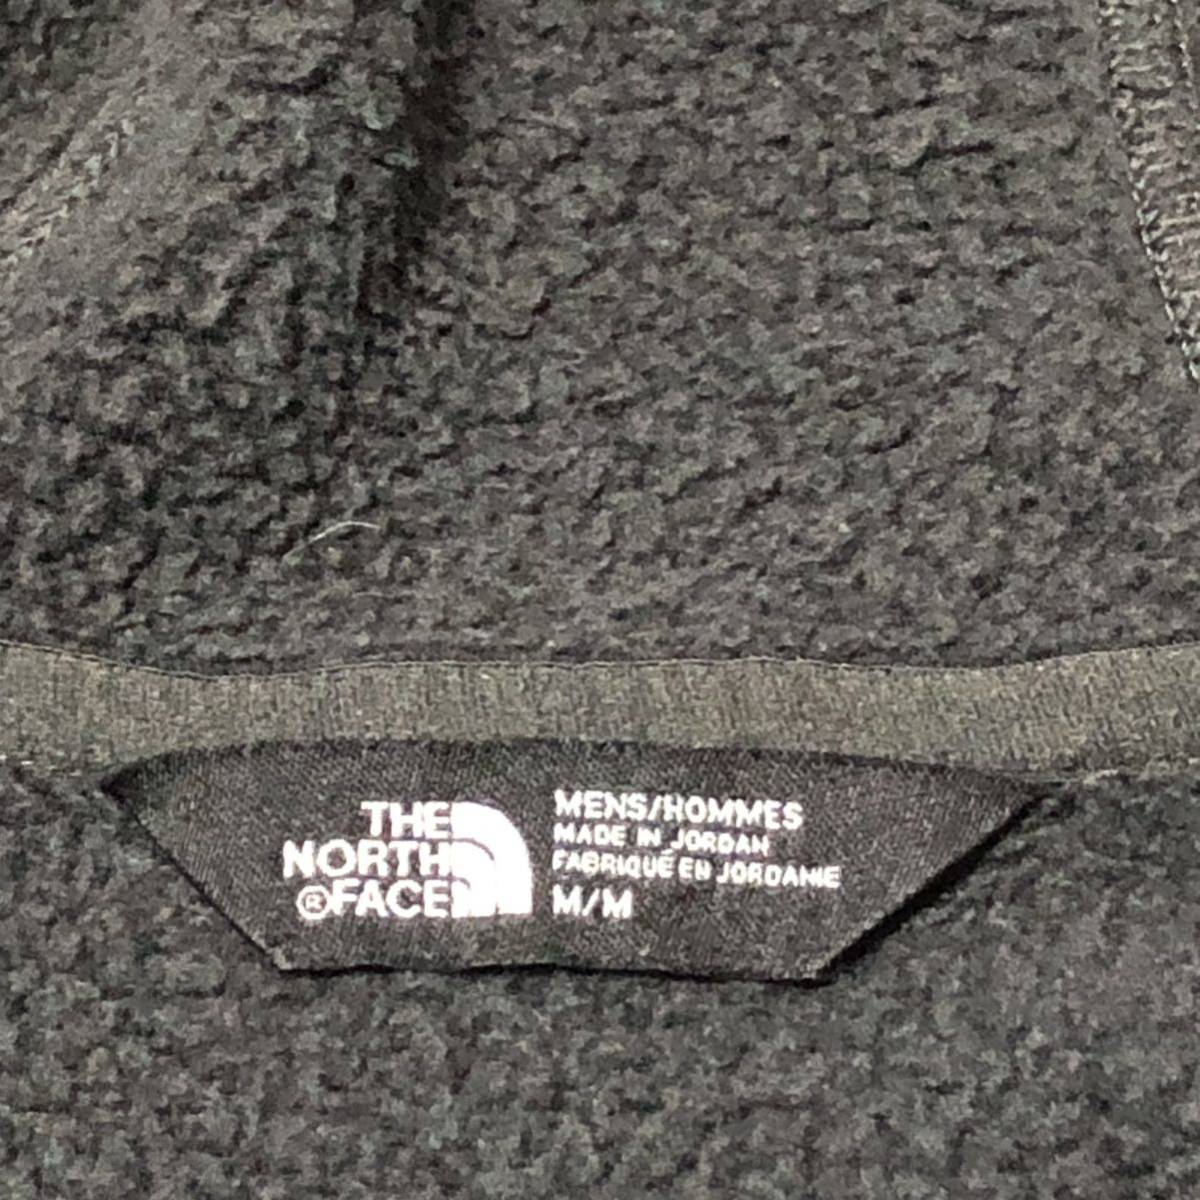 THE
NORTH
®FACE
MENS/HOMMES
MADE IN JORDAN
FABRIQUÉ EN JORDANIE
M/M